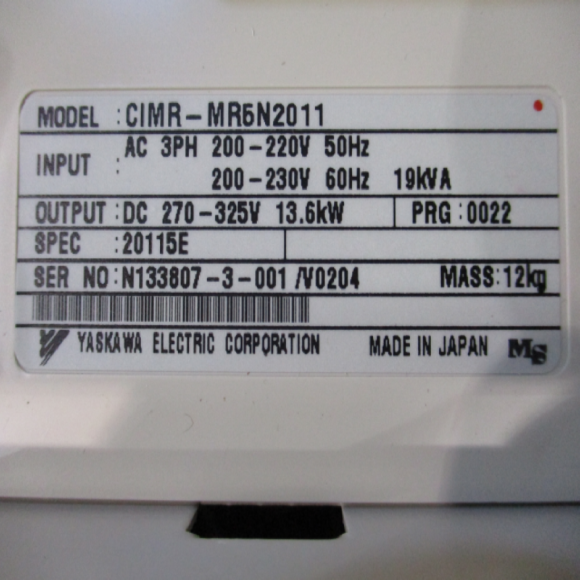 MODEL : CIMR-MR5N2011
INPUT : AC 3PH 200-220V 50Hz
200-230V 60Hz 19kVA
OUTPUT : DC 270-325V 13.6kW PRG : 0022
SPEC : 20115E
SER NO : N133807-3-001 /V0204 MASS : 12kg
YASKAWA ELECTRIC CORPORATION MADE IN JAPAN MS